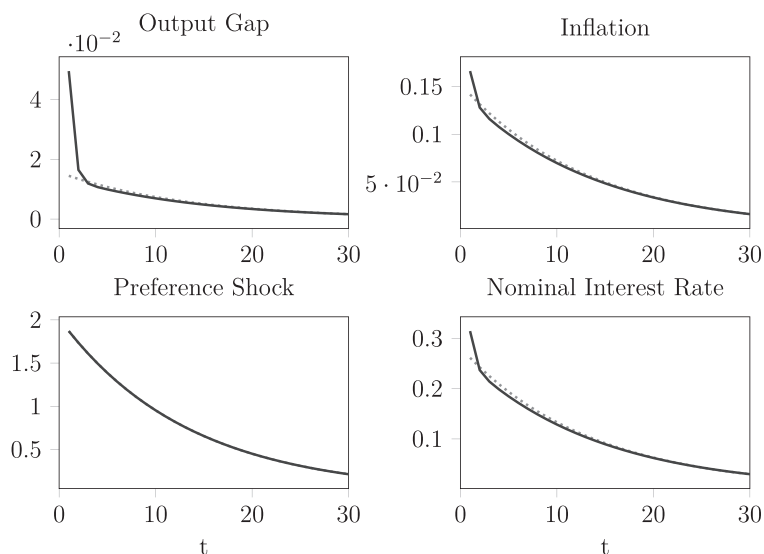 Output Gap
·10⁻²
4
2
0
0 10 20 30
Inflation
0.15
0.1
5 · 10⁻²
0 10 20 30
Preference Shock
2
1.5
1
0.5
0 10 20 30
t
Nominal Interest Rate
0.3
0.2
0.1
0 10 20 30
t